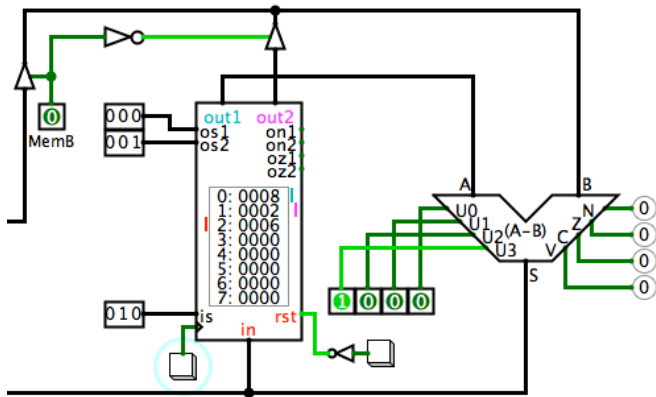 0
MemB
000
001
out1 out2
os1 on1
os2 on2
oz1
oz2
0: 0008
1: 0002
2: 0006
3: 0000
4: 0000
5: 0000
6: 0000
7: 0000
010
is rst
in
A B
U0 N
U1 (A-B) Z
U2 C
U3 V
S
1 0 0 0
0
0
0
0